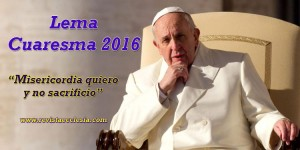 Lema
Cuaresma 2016
“Misericordia quiero
y no sacrificio”
www.revistaecclesia.com